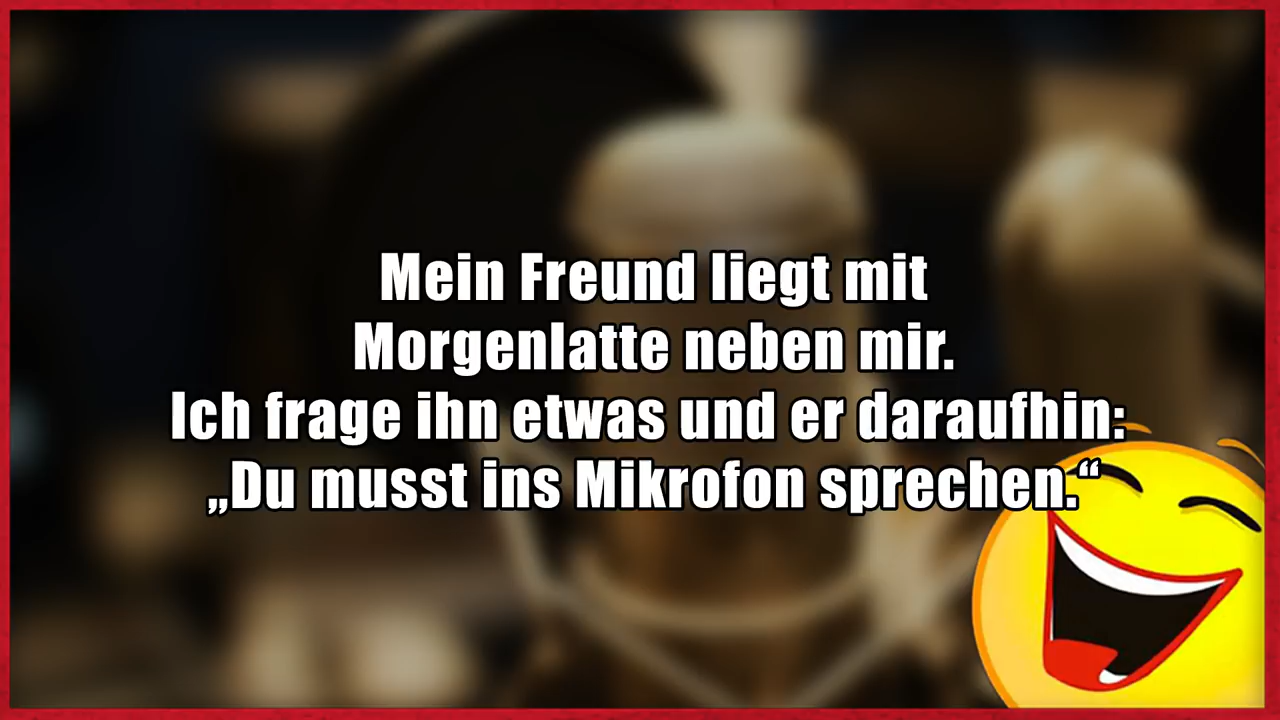 Mein Freund liegt mit
Morgenlatte neben mir.
Ich frage ihn etwas und er daraufhin:
„Du musst ins Mikrofon sprechen.“